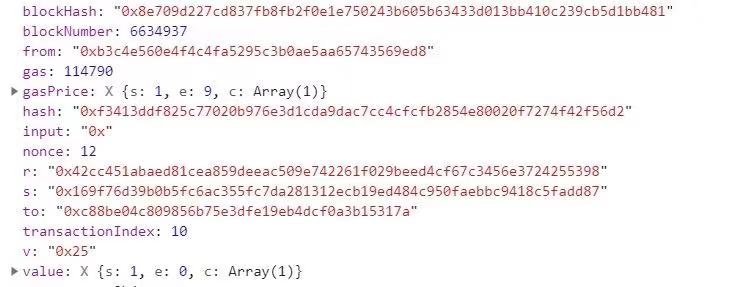 blockHash: "0x8e709d227cd837fb8fb2f0e1e750243b605b63433d013bb410c239cb5d1bb481"
blockNumber: 6634937
from: "0xb3c4e560e4f4c4fa5295c3b0ae5aa65743569ed8"
gas: 114790
▶gasPrice: X {s: 1, e: 9, c: Array(1)}
hash: "0xf3413ddf825c77020b976e3d1cda9dac7cc4cfcfb2854e80020f7274f42f56d2"
input: "0x"
nonce: 12
r: "0x42cc451abaed81cea859deeac509e742261f029beed4cf67c3456e3724255398"
s: "0x169f76d39b0b5fc6ac355fc7da281312ecb19ed484c950faebbc9418c5fadd87"
to: "0xc88be04c809856b75e3dfe19eb4dcf0a3b15317a"
transactionIndex: 10
v: "0x25"
▶value: X {s: 1, e: 0, c: Array(1)}